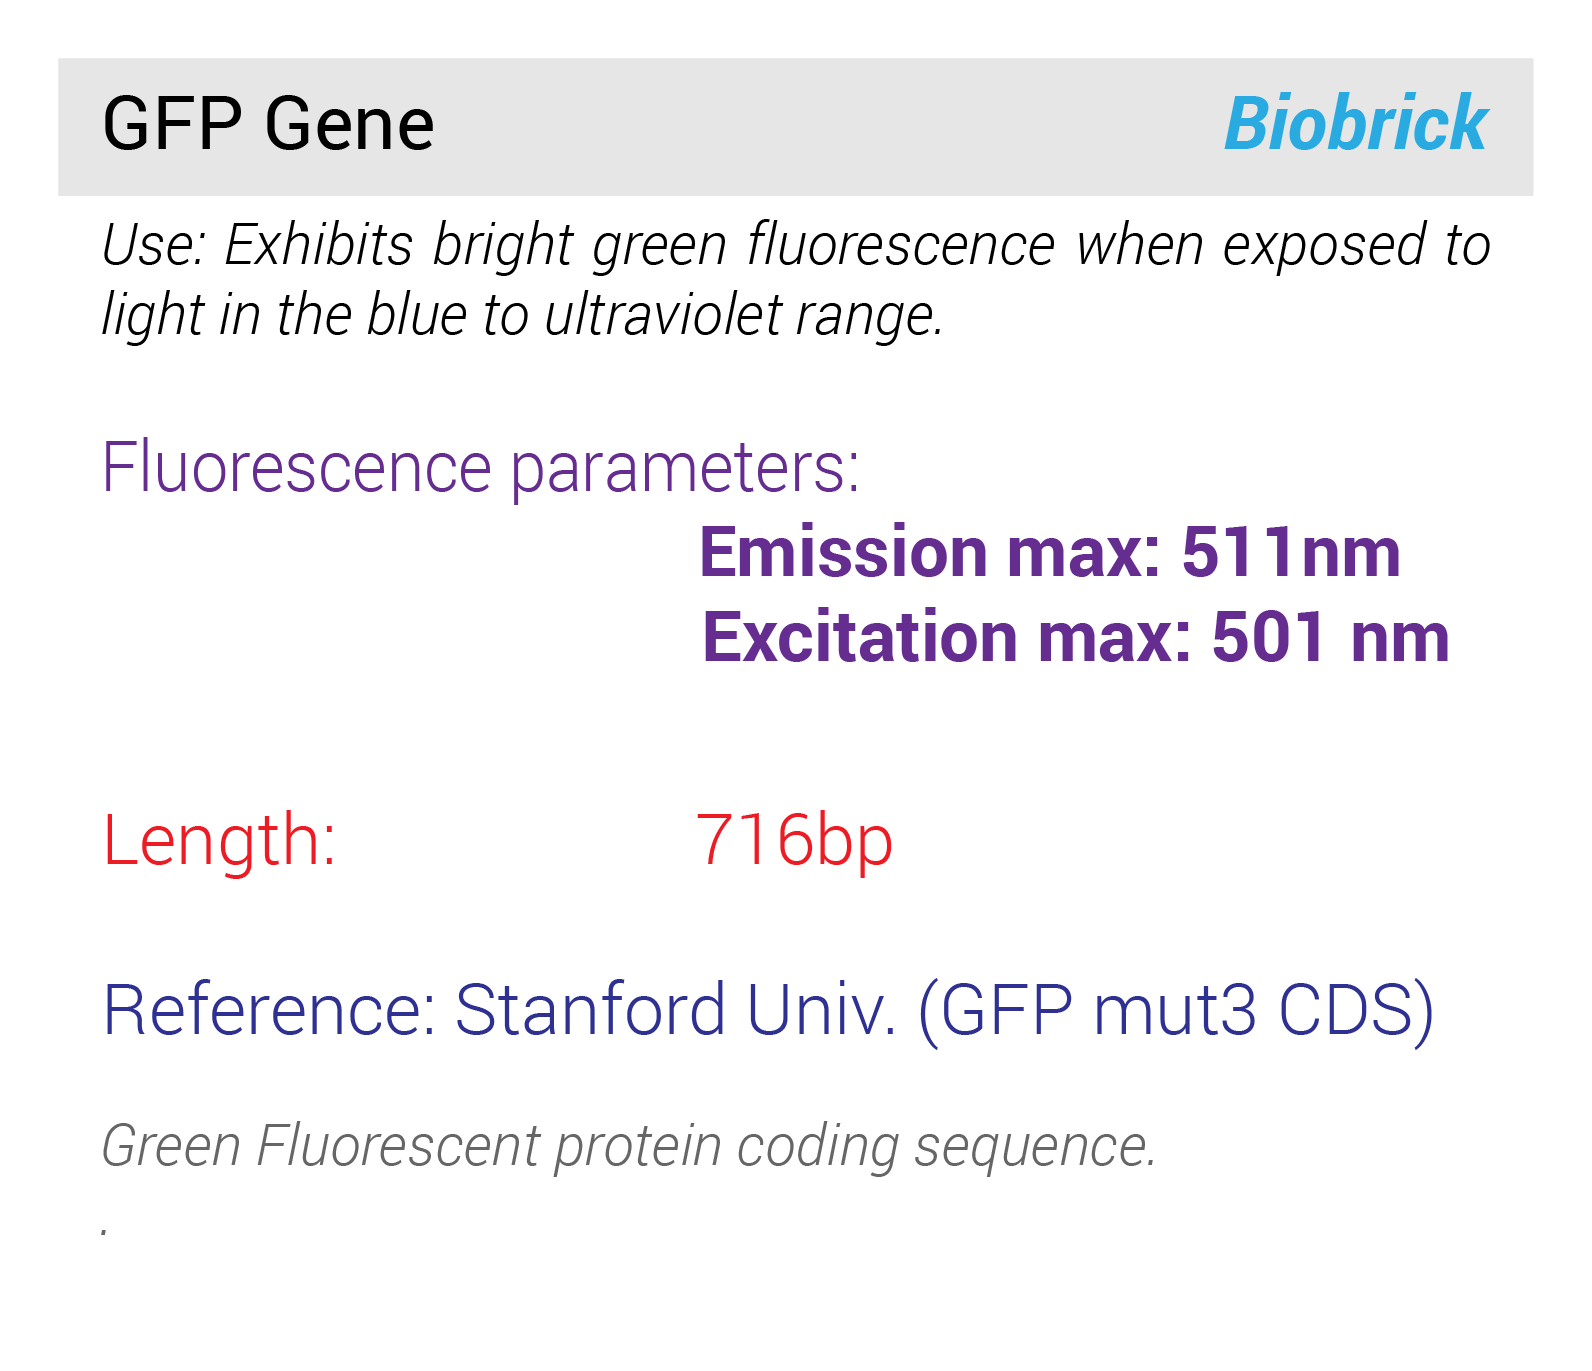 GFP Gene Biobrick
Use: Exhibits bright green fluorescence when exposed to
light in the blue to ultraviolet range.
Fluorescence parameters:
Emission max: 511nm
Excitation max: 501 nm
Length: 716bp
Reference: Stanford Univ. (GFP mut3 CDS)
Green Fluorescent protein coding sequence.
.